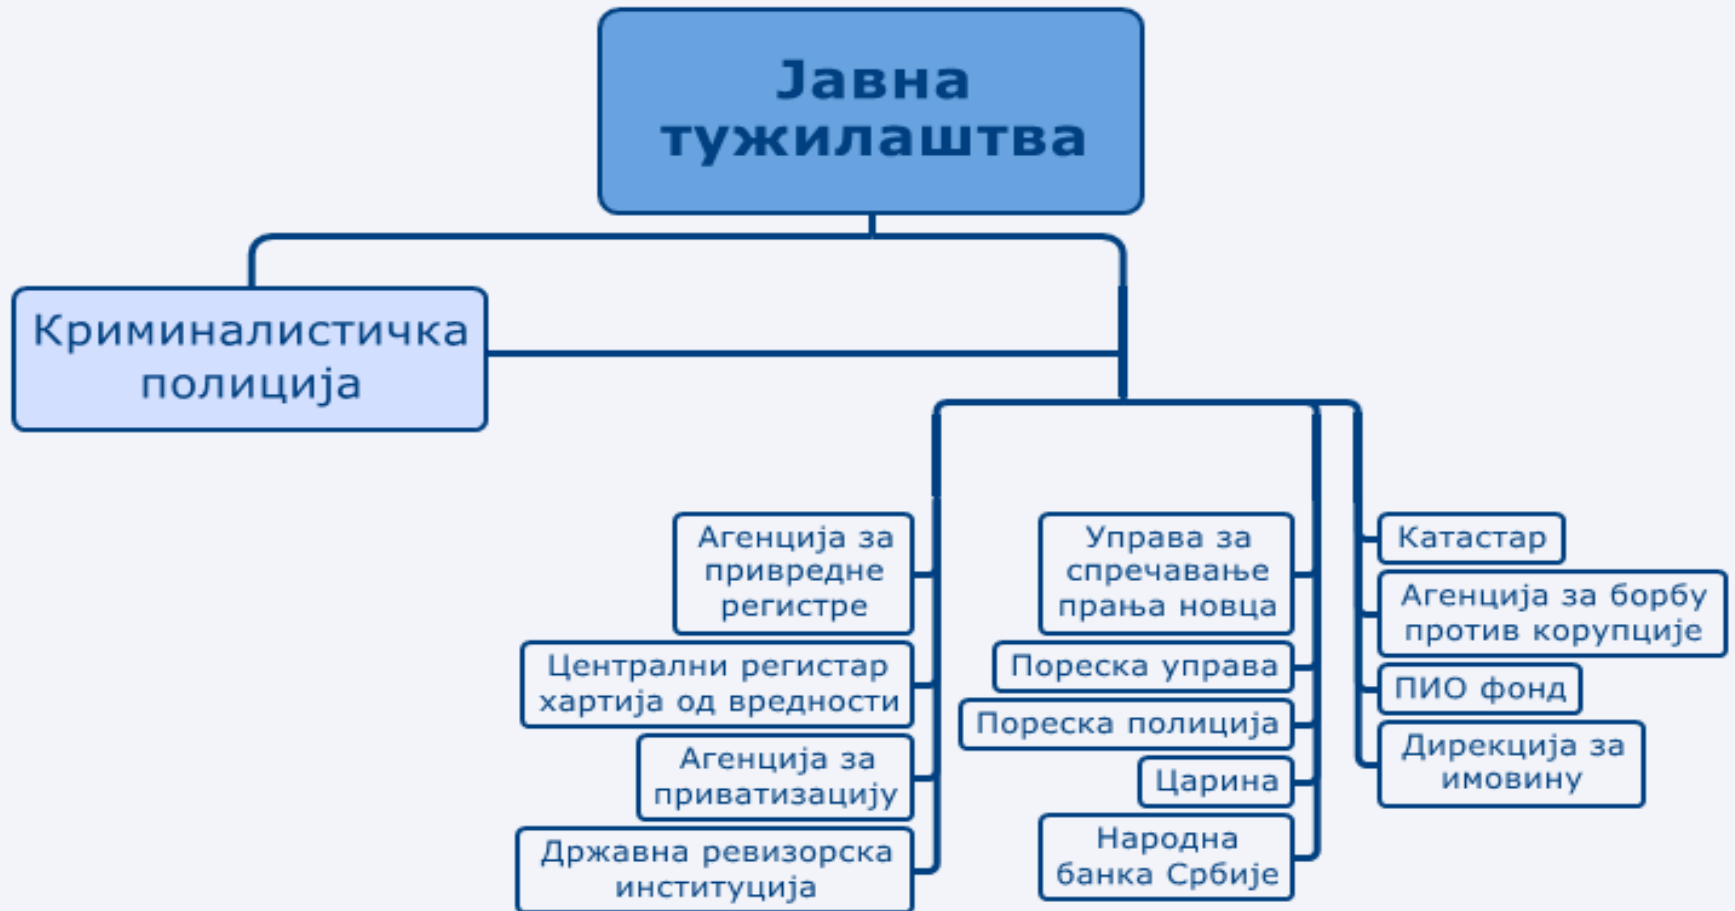 Јавна
тужилаштва
Криминалистичка
полиција
Агенција за
привредне
регистре
Централни регистар
хартија од вредности
Агенција за
приватизацију
Државна ревизорска
институција
Управа за
спречавање
прања новца
Пореска управа
Пореска полиција
Царина
Народна
банка Србије
Катастар
Агенција за борбу
против корупције
ПИО фонд
Дирекција за
имовину